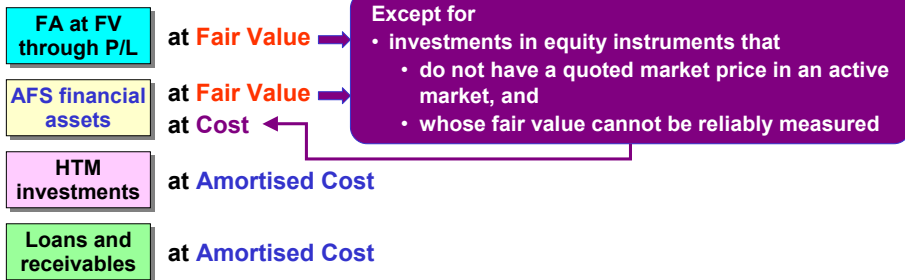 FA at FV
through P/L
at Fair Value
Except for
• investments in equity instruments that
• do not have a quoted market price in an active
market, and
• whose fair value cannot be reliably measured
AFS financial
assets
at Fair Value
at Cost
HTM
investments
at Amortised Cost
Loans and
receivables
at Amortised Cost